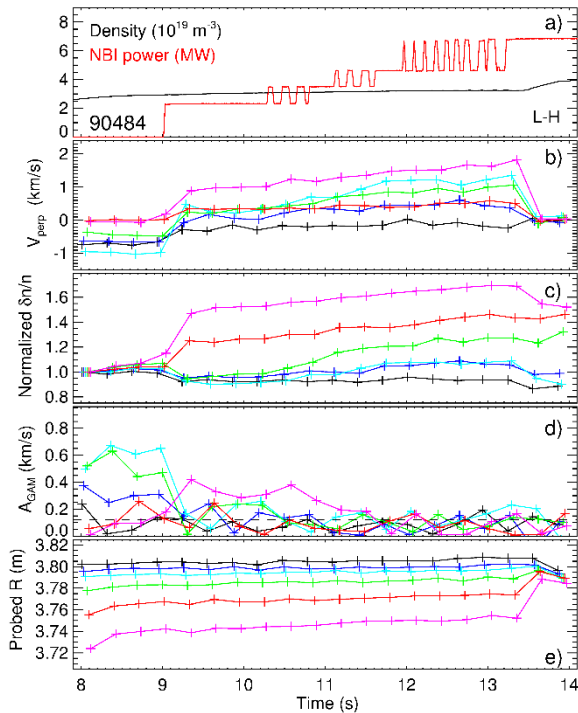 8
6
4
2
0
Density (10¹⁹ m⁻³)
NBI power (MW)
a)
90484
L-H
2
1
0
-1
V_perp (km/s)
b)
1.6
1.4
1.2
1.0
0.8
Normalized δn/n
c)
0.8
0.6
0.4
0.2
0.0
A_GAM (km/s)
d)
3.82
3.80
3.78
3.76
3.74
3.72
Probed R (m)
e)
8 9 10 11 12 13 14
Time (s)